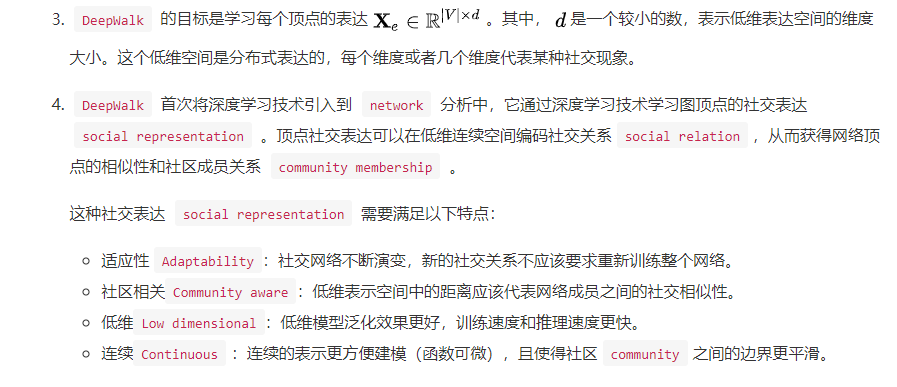 3. DeepWalk 的目标是学习每个顶点的表达 𝐗ₑ ∈ ℝ^{|V|×d} 。其中， d 是一个较小的数，表示低维表达空间的维度
大小。这个低维空间是分布式表达的，每个维度或者几个维度代表某种社交现象。
4. DeepWalk 首次将深度学习技术引入到 network 分析中，它通过深度学习技术学习图顶点的社交表达
social representation 。顶点社交表达可以在低维连续空间编码社交关系 social relation ，从而获得网络顶
点的相似性和社区成员关系 community membership 。
这种社交表达 social representation 需要满足以下特点：
○ 适应性 Adaptability ：社交网络不断演变，新的社交关系不应该要求重新训练整个网络。
○ 社区相关 Community aware ：低维表示空间中的距离应该代表网络成员之间的社交相似性。
○ 低维 Low dimensional ：低维模型泛化效果更好，训练速度和推理速度更快。
○ 连续 Continuous ：连续的表示更方便建模（函数可微），且使得社区 community 之间的边界更平滑。